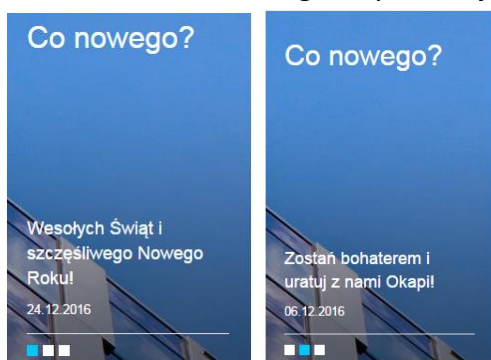 Co nowego?
Wesołych Świąt i
szczęśliwego Nowego
Roku!
24.12.2016
Co nowego?
Zostań bohaterem i
uratuj z nami Okapi!
06.12.2016